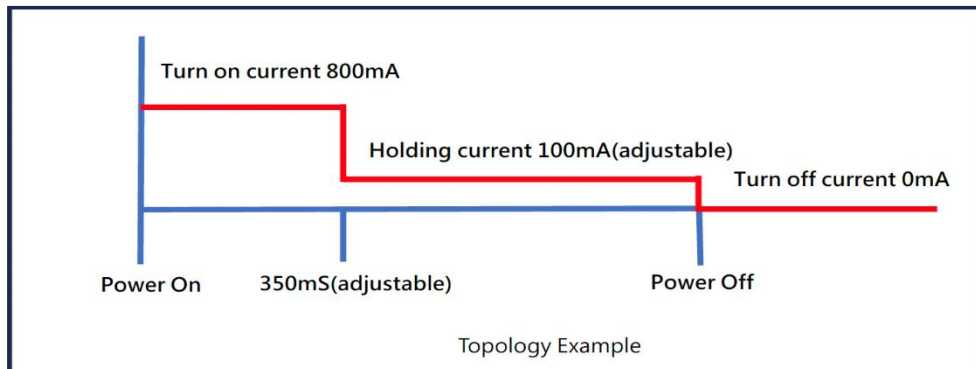 Turn on current 800mA
Holding current 100mA(adjustable)
Turn off current 0mA
Power On
350mS(adjustable)
Power Off
Topology Example